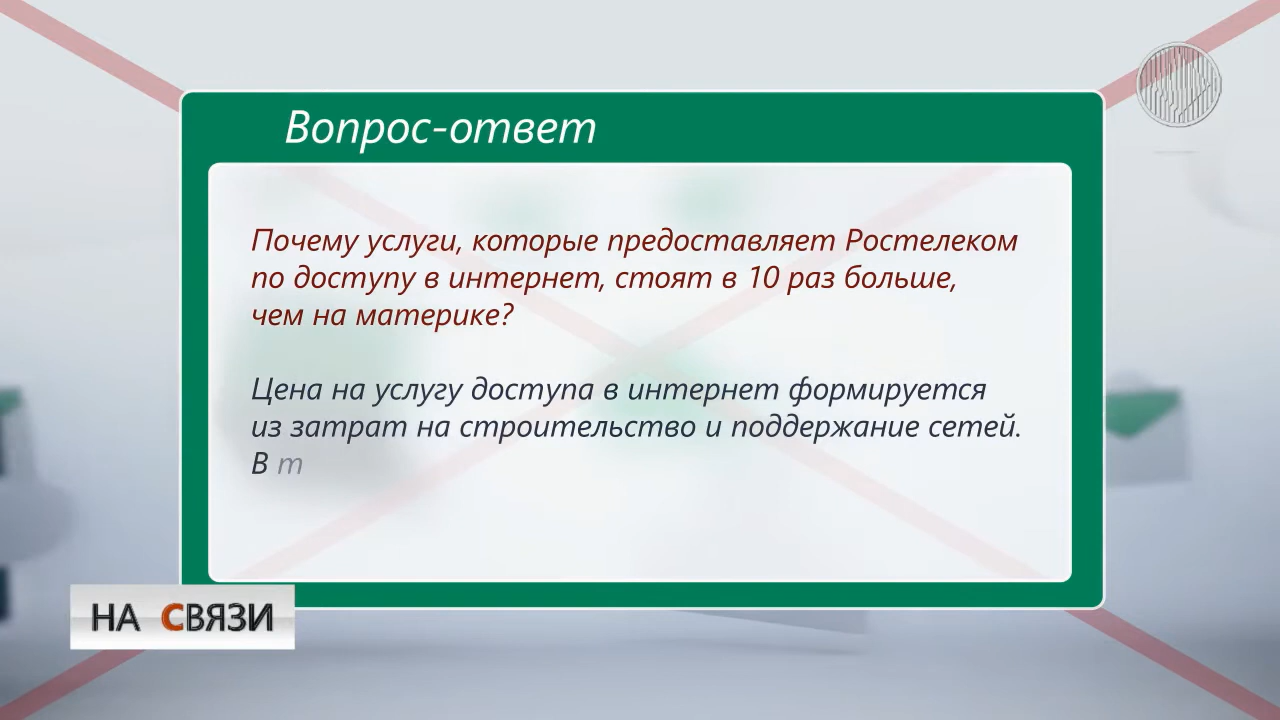 Вопрос-ответ
Почему услуги, которые предоставляет Ростелеком
по доступу в интернет, стоят в 10 раз больше,
чем на материке?
Цена на услугу доступа в интернет формируется
из затрат на строительство и поддержание сетей.
В т
НА СВЯЗИ